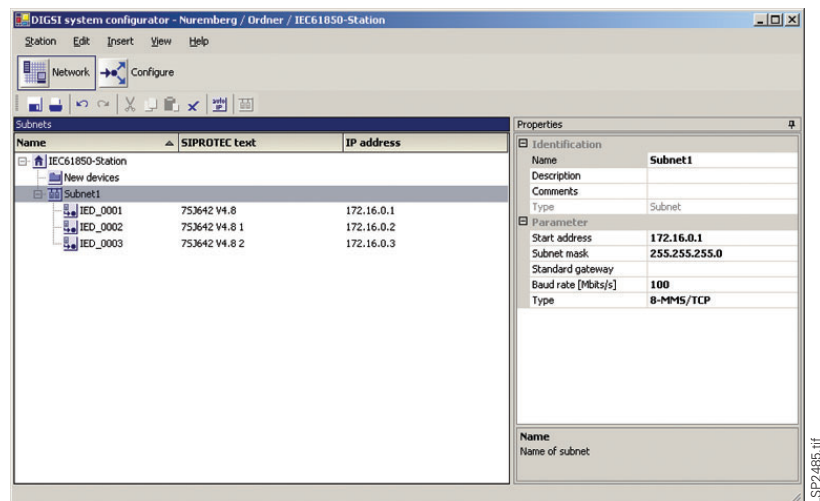 DIGSI system configurator - Nuremberg / Ordner / IEC61850-Station
Station Edit Insert View Help
Network Configure
auto IP
Subnets
Name SIPROTEC text IP address
IEC61850-Station
New devices
Subnet1
IED_0001 7SJ642 V4.8 172.16.0.1
IED_0002 7SJ642 V4.8 1 172.16.0.2
IED_0003 7SJ642 V4.8 2 172.16.0.3
Properties
Identification
Name Subnet1
Description
Comments
Type Subnet
Parameter
Start address 172.16.0.1
Subnet mask 255.255.255.0
Standard gateway
Baud rate [Mbits/s] 100
Type 8-MMS/TCP
Name
Name of subnet
SP2485.tif